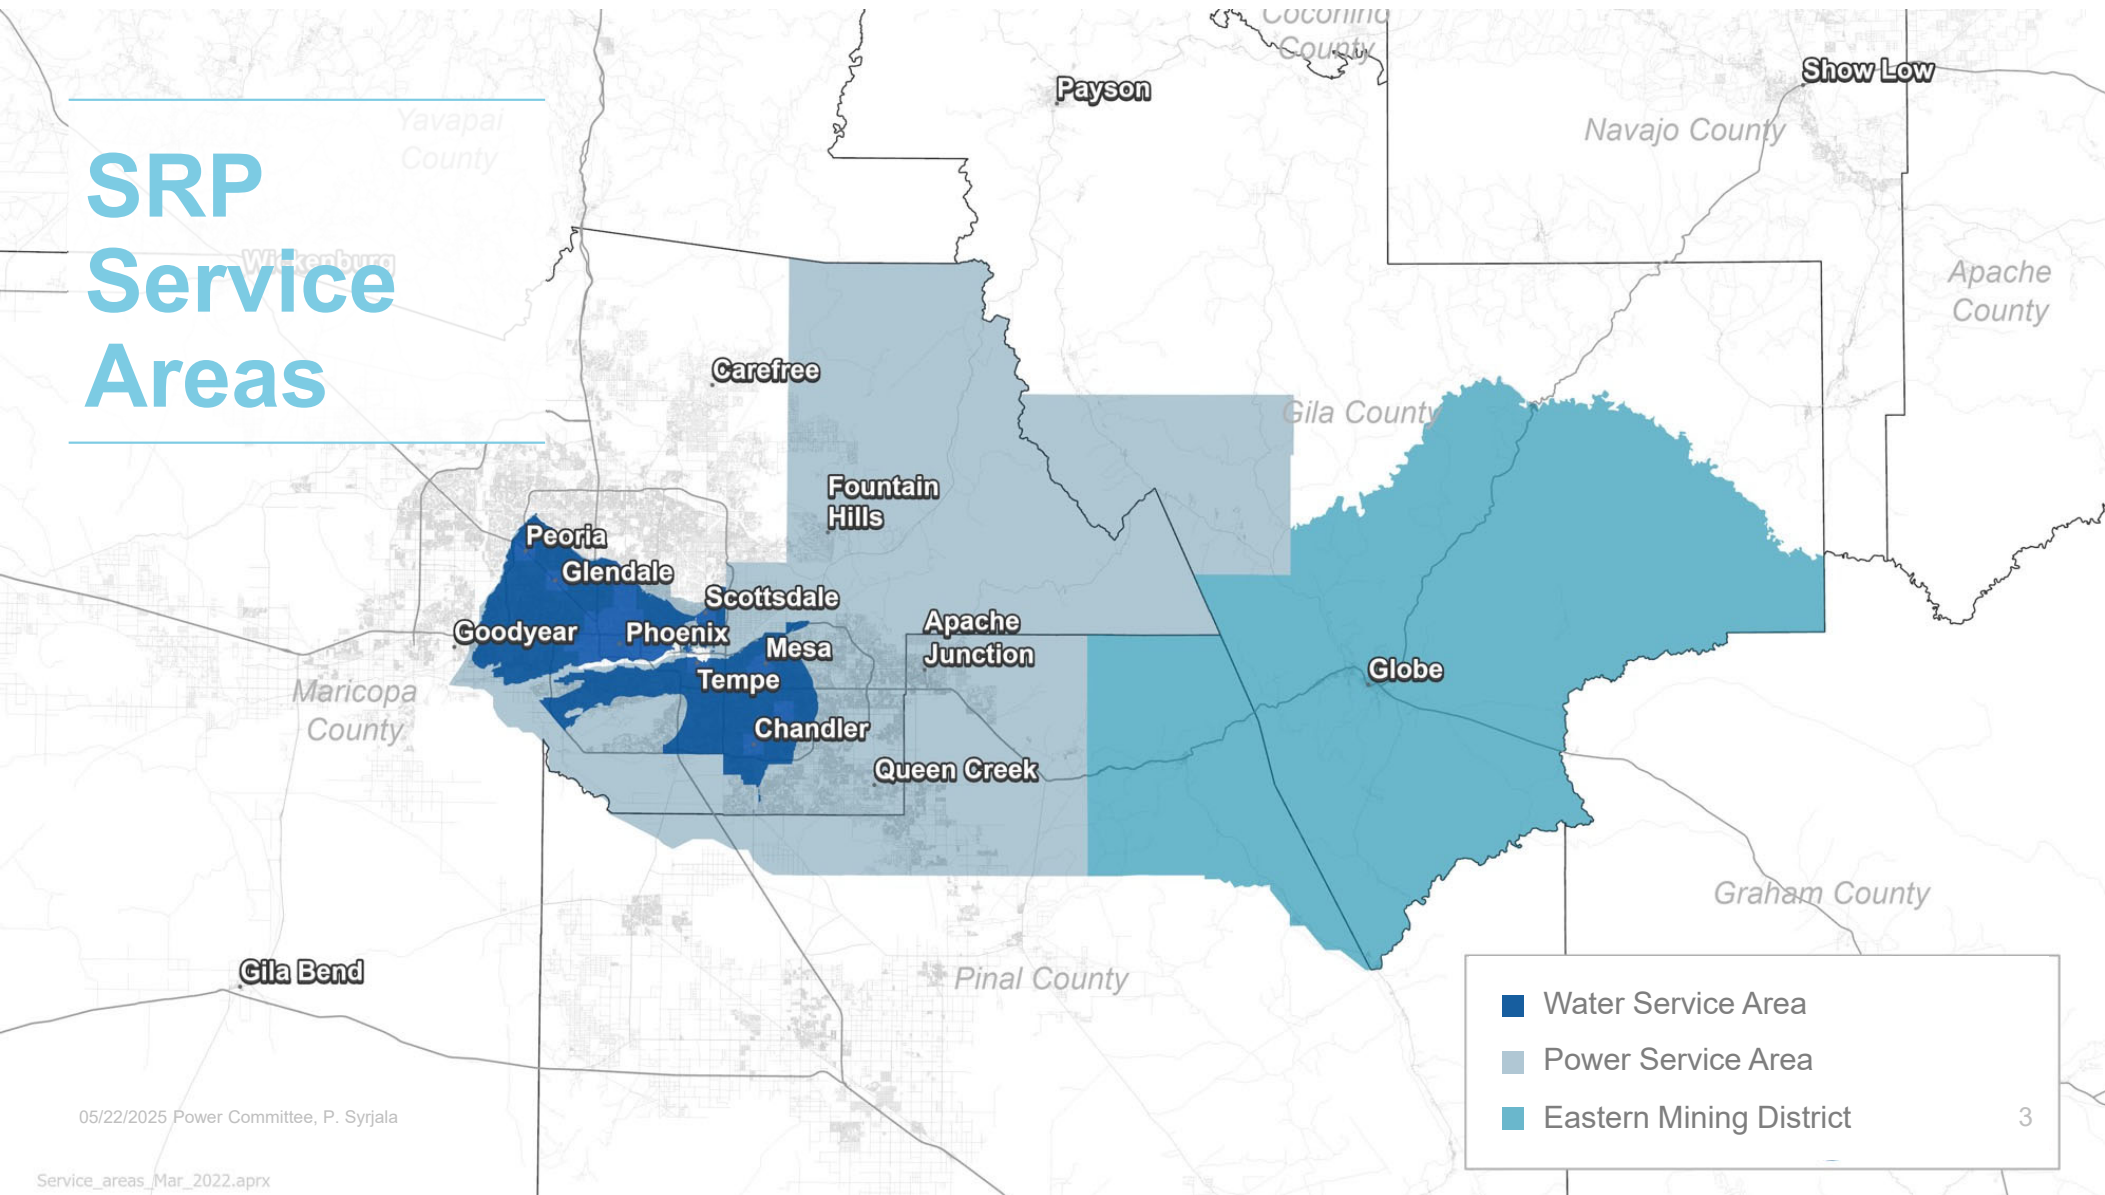 SRP
Service
Areas
Yavapai
County
Wickenburg
Coconino
County
Payson
Show Low
Navajo County
Apache
County
Carefree
Gila County
Fountain
Hills
Peoria
Glendale
Scottsdale
Goodyear
Phoenix
Mesa
Apache
Junction
Tempe
Globe
Maricopa
County
Chandler
Queen Creek
Graham County
Gila Bend
Pinal County
Water Service Area
Power Service Area
Eastern Mining District
3
05/22/2025 Power Committee, P. Syrjala
Service_areas_Mar_2022.aprx